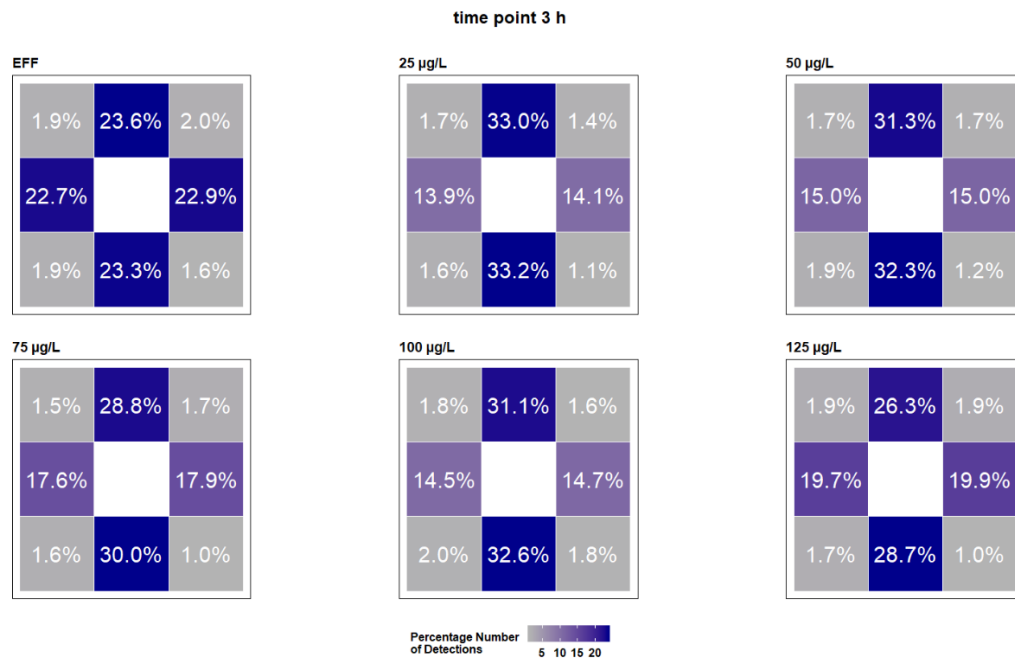 time point 3 h
EFF
1.9% 23.6% 2.0%
22.7% 22.9%
1.9% 23.3% 1.6%
25 µg/L
1.7% 33.0% 1.4%
13.9% 14.1%
1.6% 33.2% 1.1%
50 µg/L
1.7% 31.3% 1.7%
15.0% 15.0%
1.9% 32.3% 1.2%
75 µg/L
1.5% 28.8% 1.7%
17.6% 17.9%
1.6% 30.0% 1.0%
100 µg/L
1.8% 31.1% 1.6%
14.5% 14.7%
2.0% 32.6% 1.8%
125 µg/L
1.9% 26.3% 1.9%
19.7% 19.9%
1.7% 28.7% 1.0%
Percentage Number
of Detections
5 10 15 20